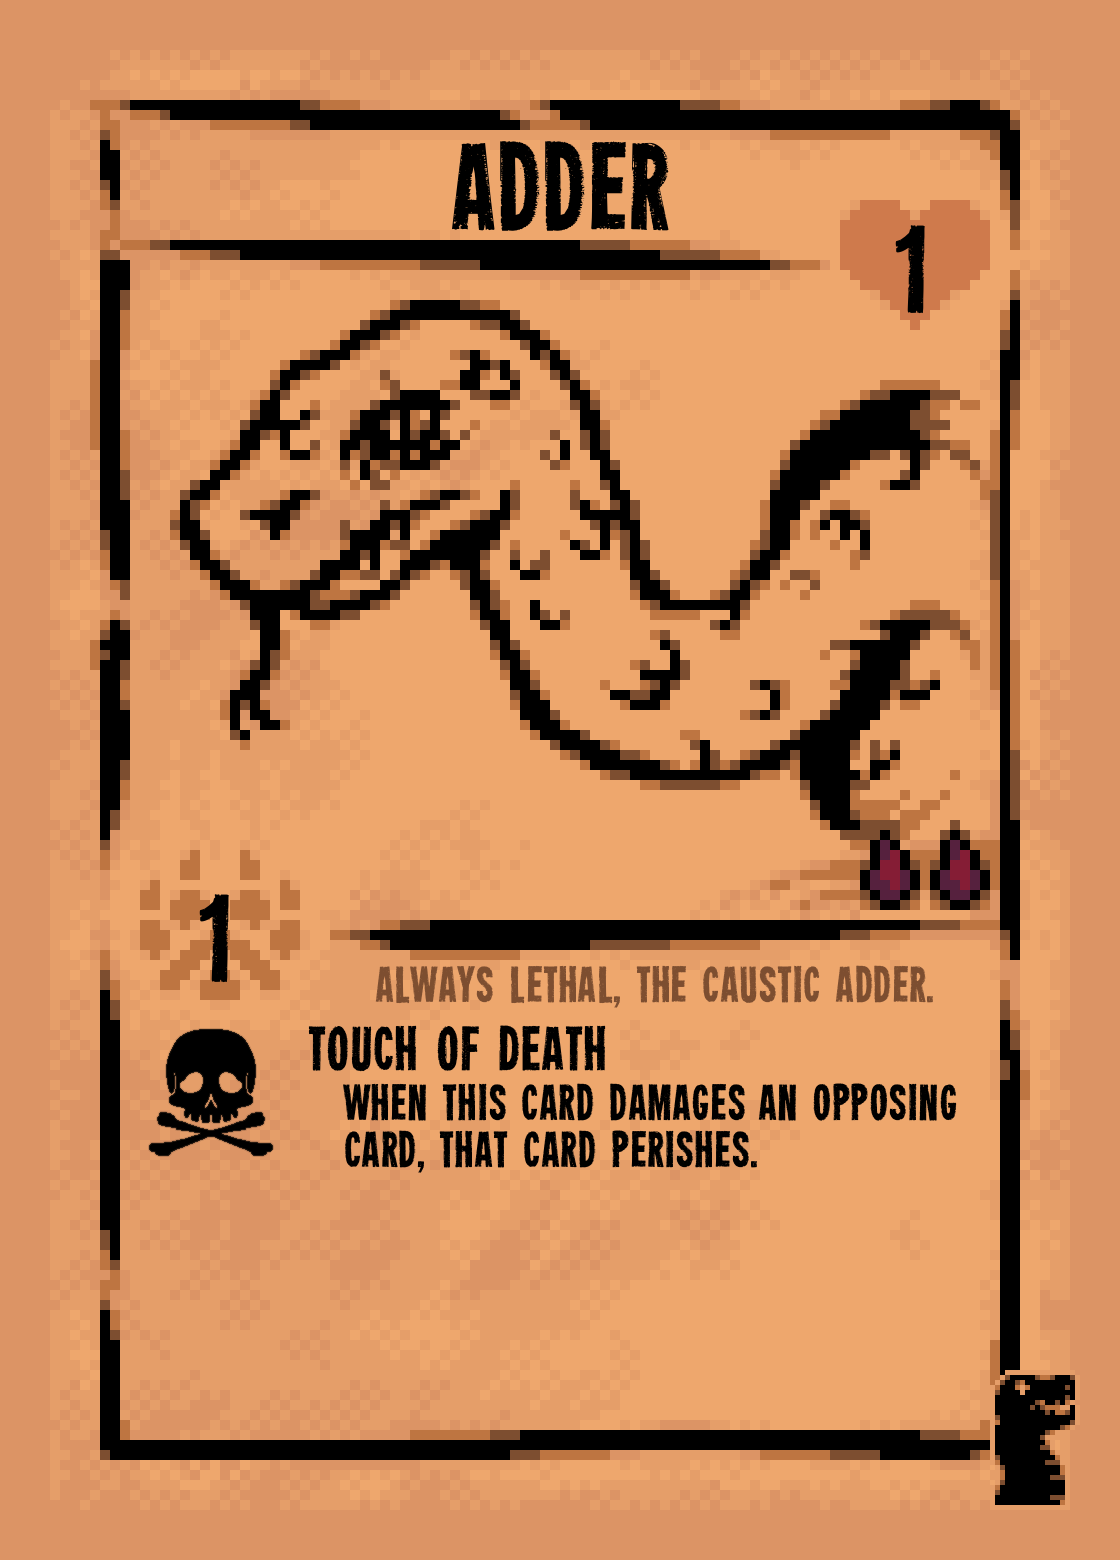 ADDER
1
1
ALWAYS LETHAL, THE CAUSTIC ADDER.
TOUCH OF DEATH
WHEN THIS CARD DAMAGES AN OPPOSING
CARD, THAT CARD PERISHES.